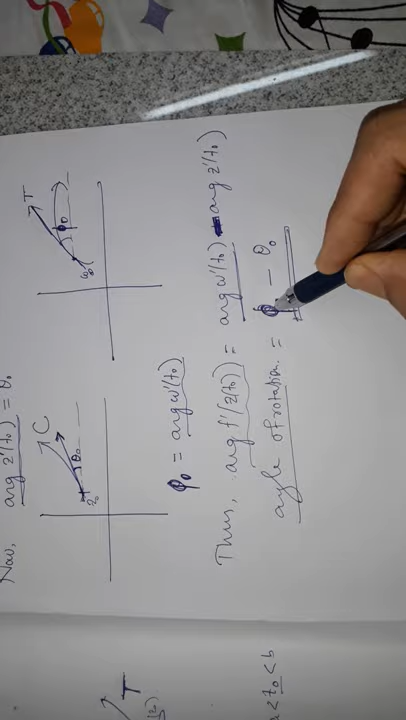 Now, arg z'(t₀) = θ₀
C
θ₀
z₀
T
φ₀
w₀
φ₀ = arg w'(t₀)
Thus, arg f'(z(t₀)) = arg w'(t₀) - arg z'(t₀)
angle of rotation. = φ₀ - θ₀
T
a < t₀ < b